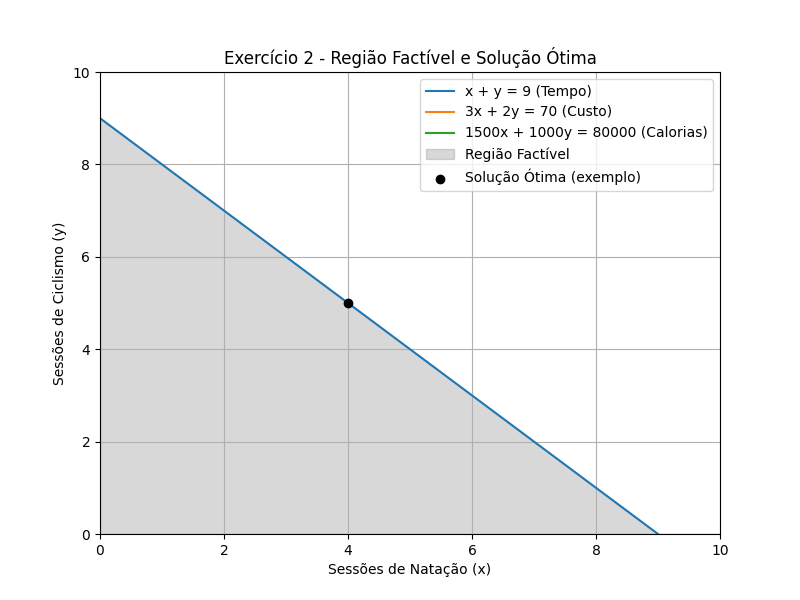 Exercício 2 - Região Factível e Solução Ótima
x + y = 9 (Tempo)
3x + 2y = 70 (Custo)
1500x + 1000y = 80000 (Calorias)
Região Factível
Solução Ótima (exemplo)
Sessões de Ciclismo (y)
10
8
6
4
2
0
0 2 4 6 8 10
Sessões de Natação (x)